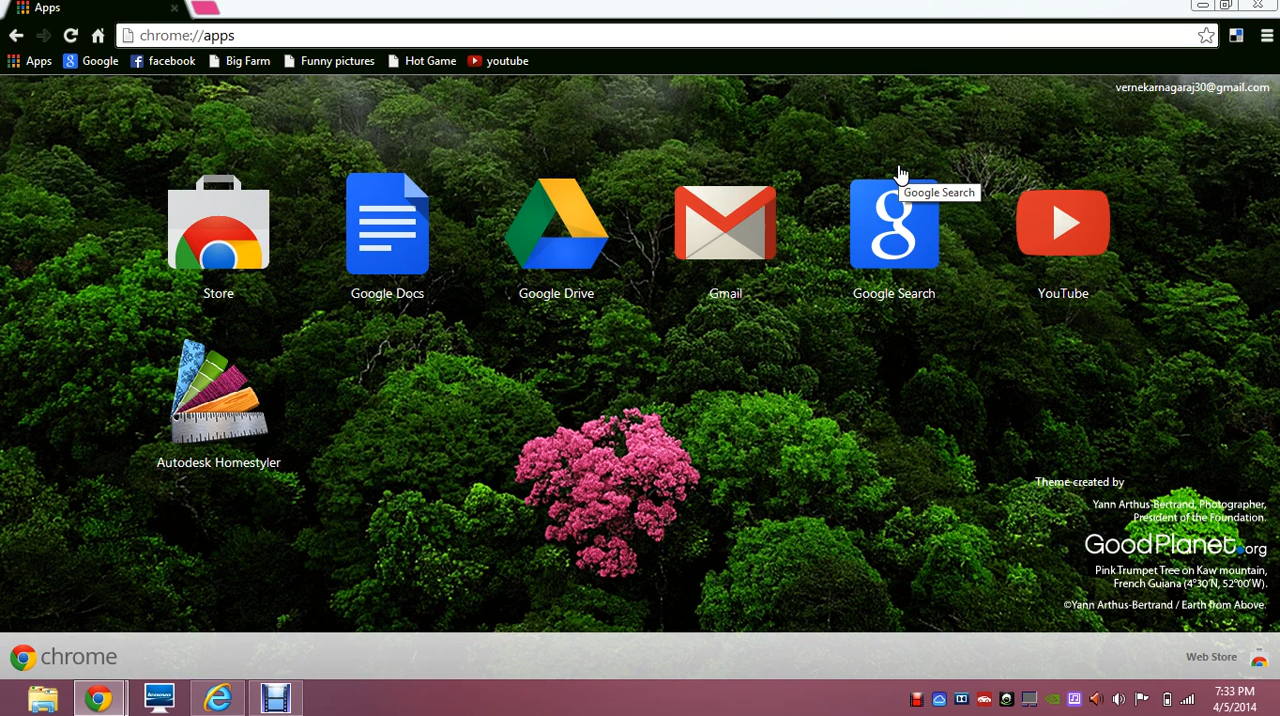 Apps
chrome://apps
Apps Google facebook Big Farm Funny pictures Hot Game youtube
vernekarnagaraj30@gmail.com
Google Search
Store Google Docs Google Drive Gmail Google Search YouTube
Autodesk Homestyler
Theme created by
Yann Arthus-Bertrand, Photographer,
President of the Foundation.
GoodPlanet.org
Pink Trumpet Tree on Kaw mountain,
French Guiana (4°30'N, 52°00'W).
©Yann Arthus-Bertrand / Earth from Above.
chrome
Web Store
7:33 PM
4/5/2014